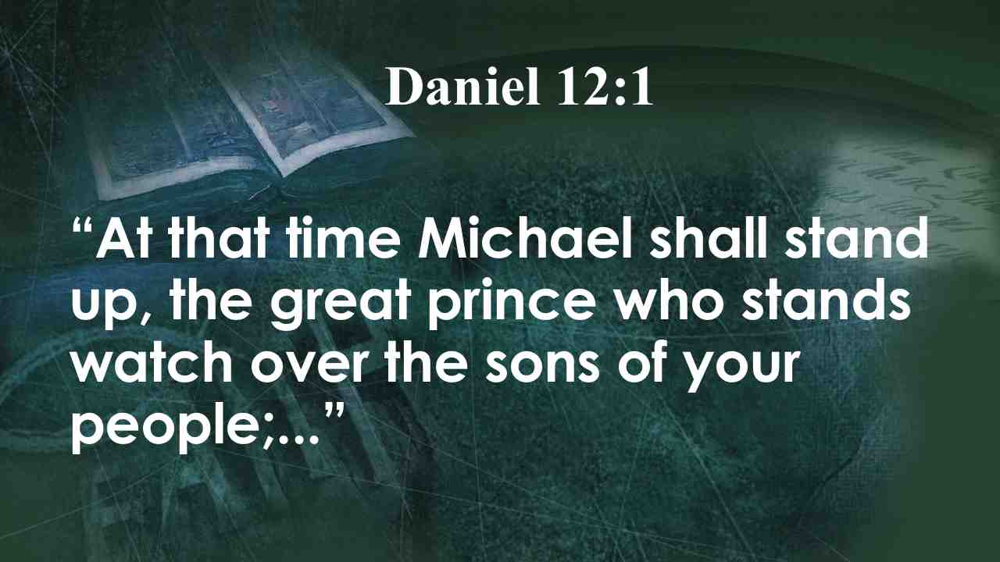 Daniel 12:1
“At that time Michael shall stand
up, the great prince who stands
watch over the sons of your
people;...”